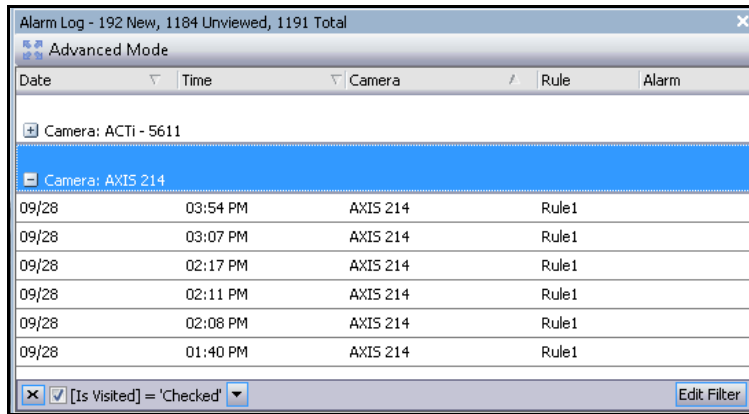 Alarm Log - 192 New, 1184 Unviewed, 1191 Total
Advanced Mode
Date Time Camera Rule Alarm
Camera: ACTi - 5611
Camera: AXIS 214
09/28 03:54 PM AXIS 214 Rule1
09/28 03:07 PM AXIS 214 Rule1
09/28 02:17 PM AXIS 214 Rule1
09/28 02:11 PM AXIS 214 Rule1
09/28 02:08 PM AXIS 214 Rule1
09/28 01:40 PM AXIS 214 Rule1
[Is Visited] = 'Checked' Edit Filter